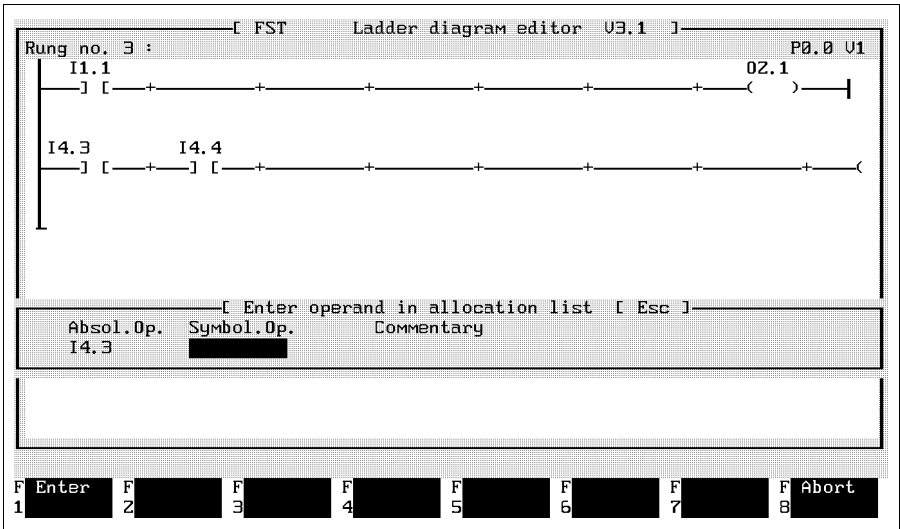 [ FST Ladder diagram editor V3.1 ]
Rung no. 3 : P0.0 V1
I1.1 O2.1
] [ + + + + + + ( )
I4.3 I4.4
] [ + ] [ + + + + + + (
[ Enter operand in allocation list [ Esc ]
Absol.Op. Symbol.Op. Commentary
I4.3
F1 Enter F2 F3 F4 F5 F6 F7 F8 Abort